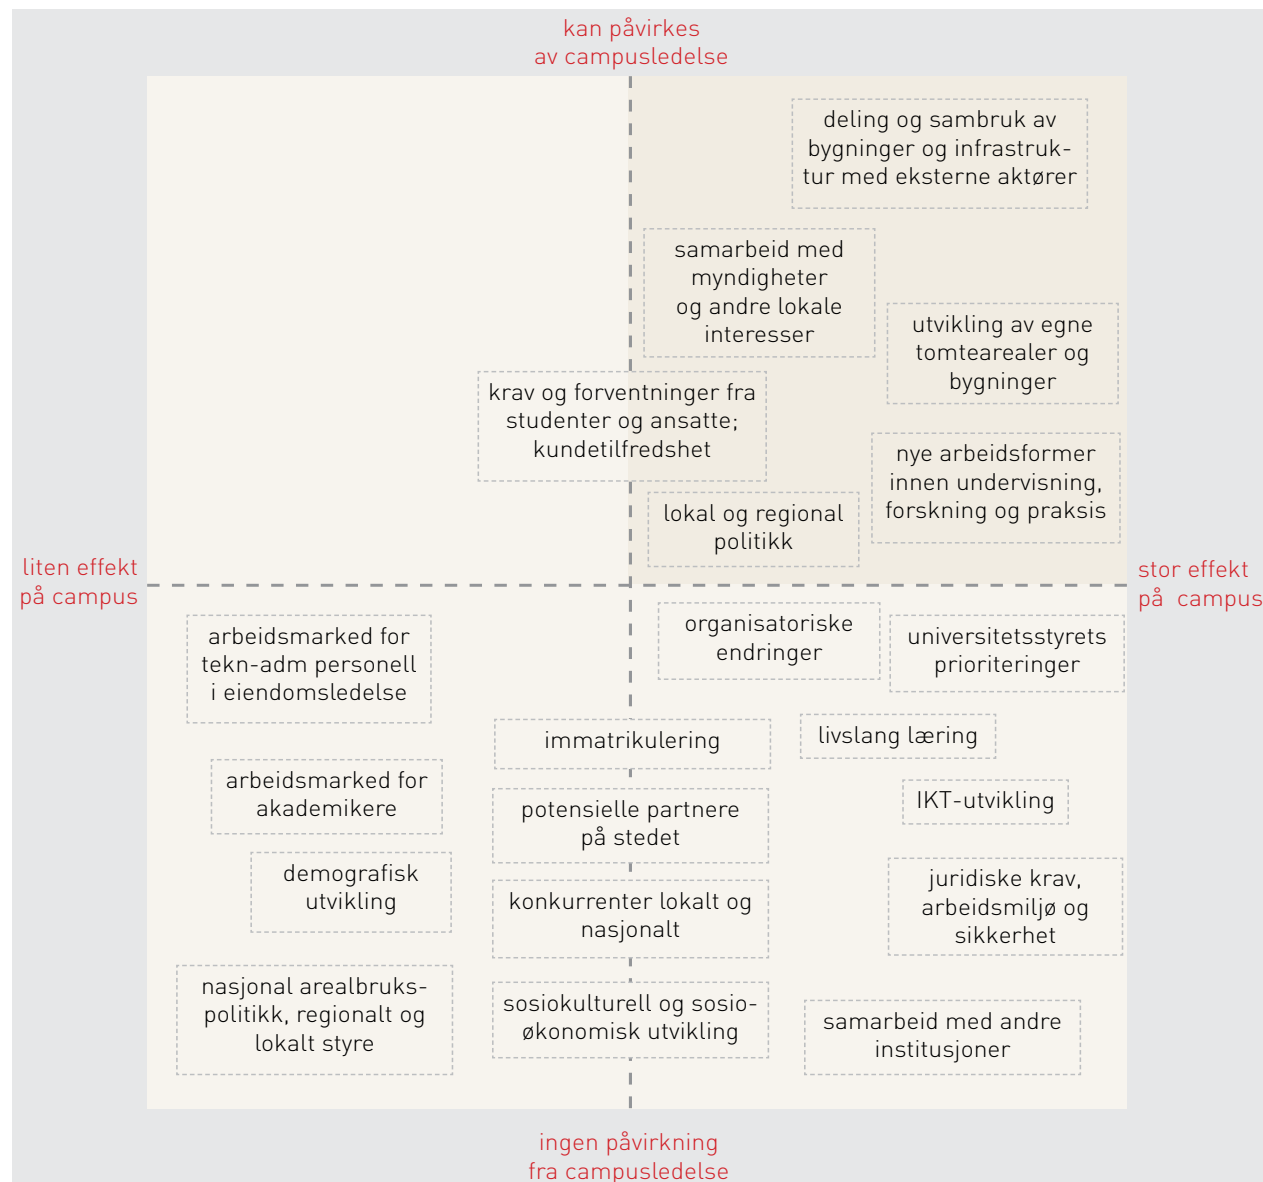 kan påvirkes
av campusledelse
deling og sambruk av
bygninger og infrastruk-
tur med eksterne aktører
samarbeid med
myndigheter
og andre lokale
interesser
utvikling av egne
tomtearealer og
bygninger
krav og forventninger fra
studenter og ansatte;
kundetilfredshet
nye arbeidsformer
innen undervisning,
forskning og praksis
lokal og regional
politikk
liten effekt
på campus
stor effekt
på campus
arbeidsmarked for
tekn-adm personell
i eiendomsledelse
organisatoriske
endringer
universitetsstyrets
prioriteringer
immatrikulering
livslang læring
arbeidsmarked for
akademikere
potensielle partnere
på stedet
IKT-utvikling
demografisk
utvikling
konkurrenter lokalt og
nasjonalt
juridiske krav,
arbeidsmiljø og
sikkerhet
nasjonal arealbruks-
politikk, regionalt og
lokalt styre
sosiokulturell og sosio-
økonomisk utvikling
samarbeid med andre
institusjoner
ingen påvirkning
fra campusledelse